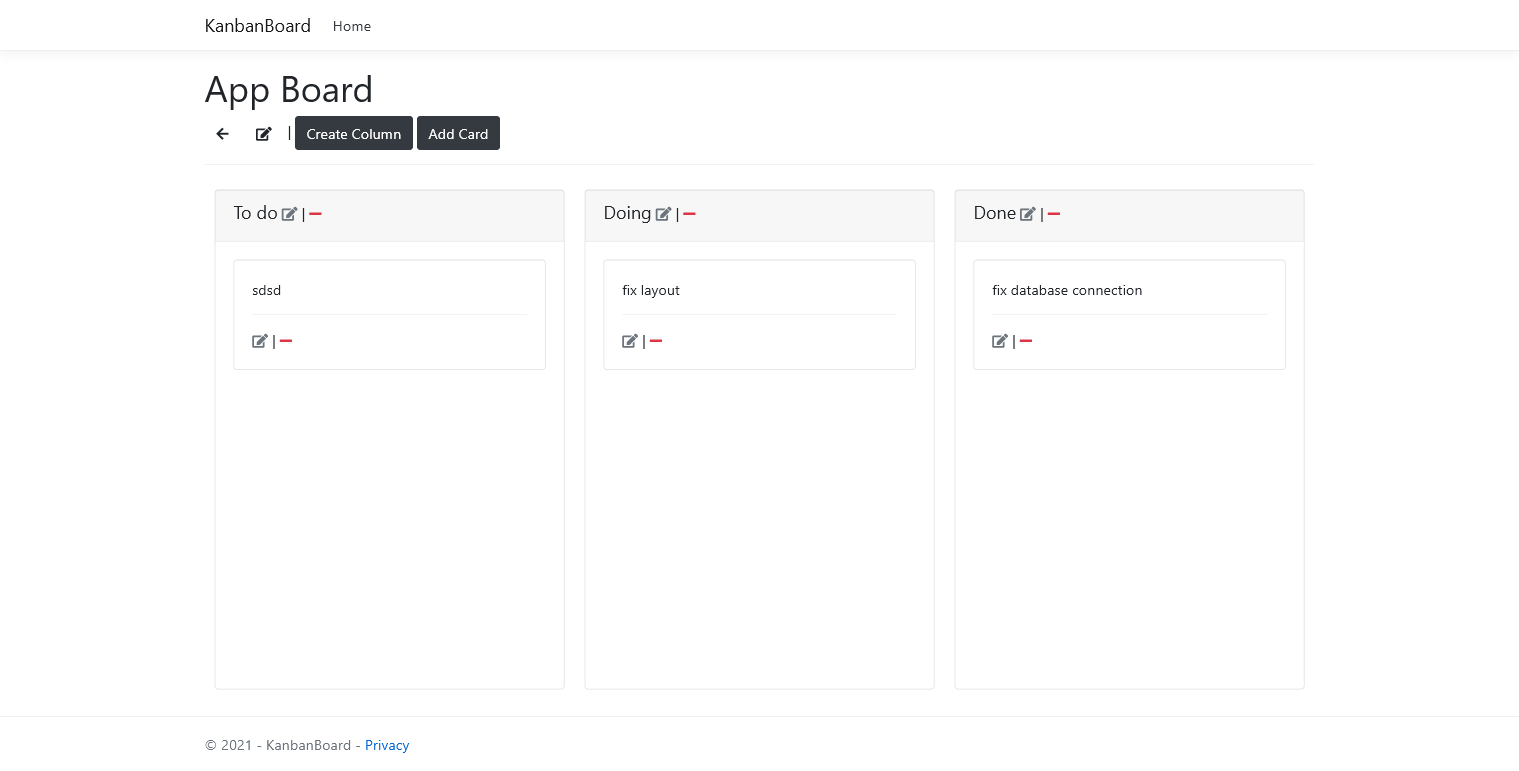 KanbanBoard Home
App Board
| Create Column Add Card
To do |
sdsd
|
Doing |
fix layout
|
Done |
fix database connection
|
© 2021 - KanbanBoard - Privacy